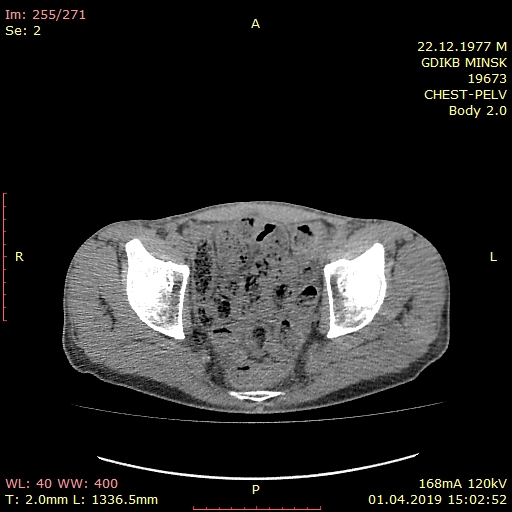 Im: 255/271
Se: 2
A
22.12.1977 M
GDIKB MINSK
19673
CHEST-PELV
Body 2.0
R
L
WL: 40 WW: 400
T: 2.0mm L: 1336.5mm
P
168mA 120kV
01.04.2019 15:02:52